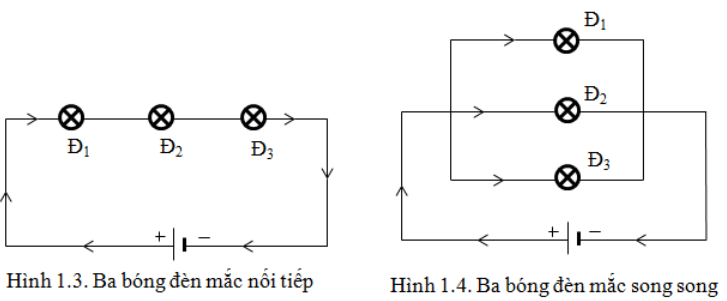 Đ₁ Đ₂ Đ₃
+ −
Hình 1.3. Ba bóng đèn mắc nối tiếp
Đ₁
Đ₂
Đ₃
+ −
Hình 1.4. Ba bóng đèn mắc song song